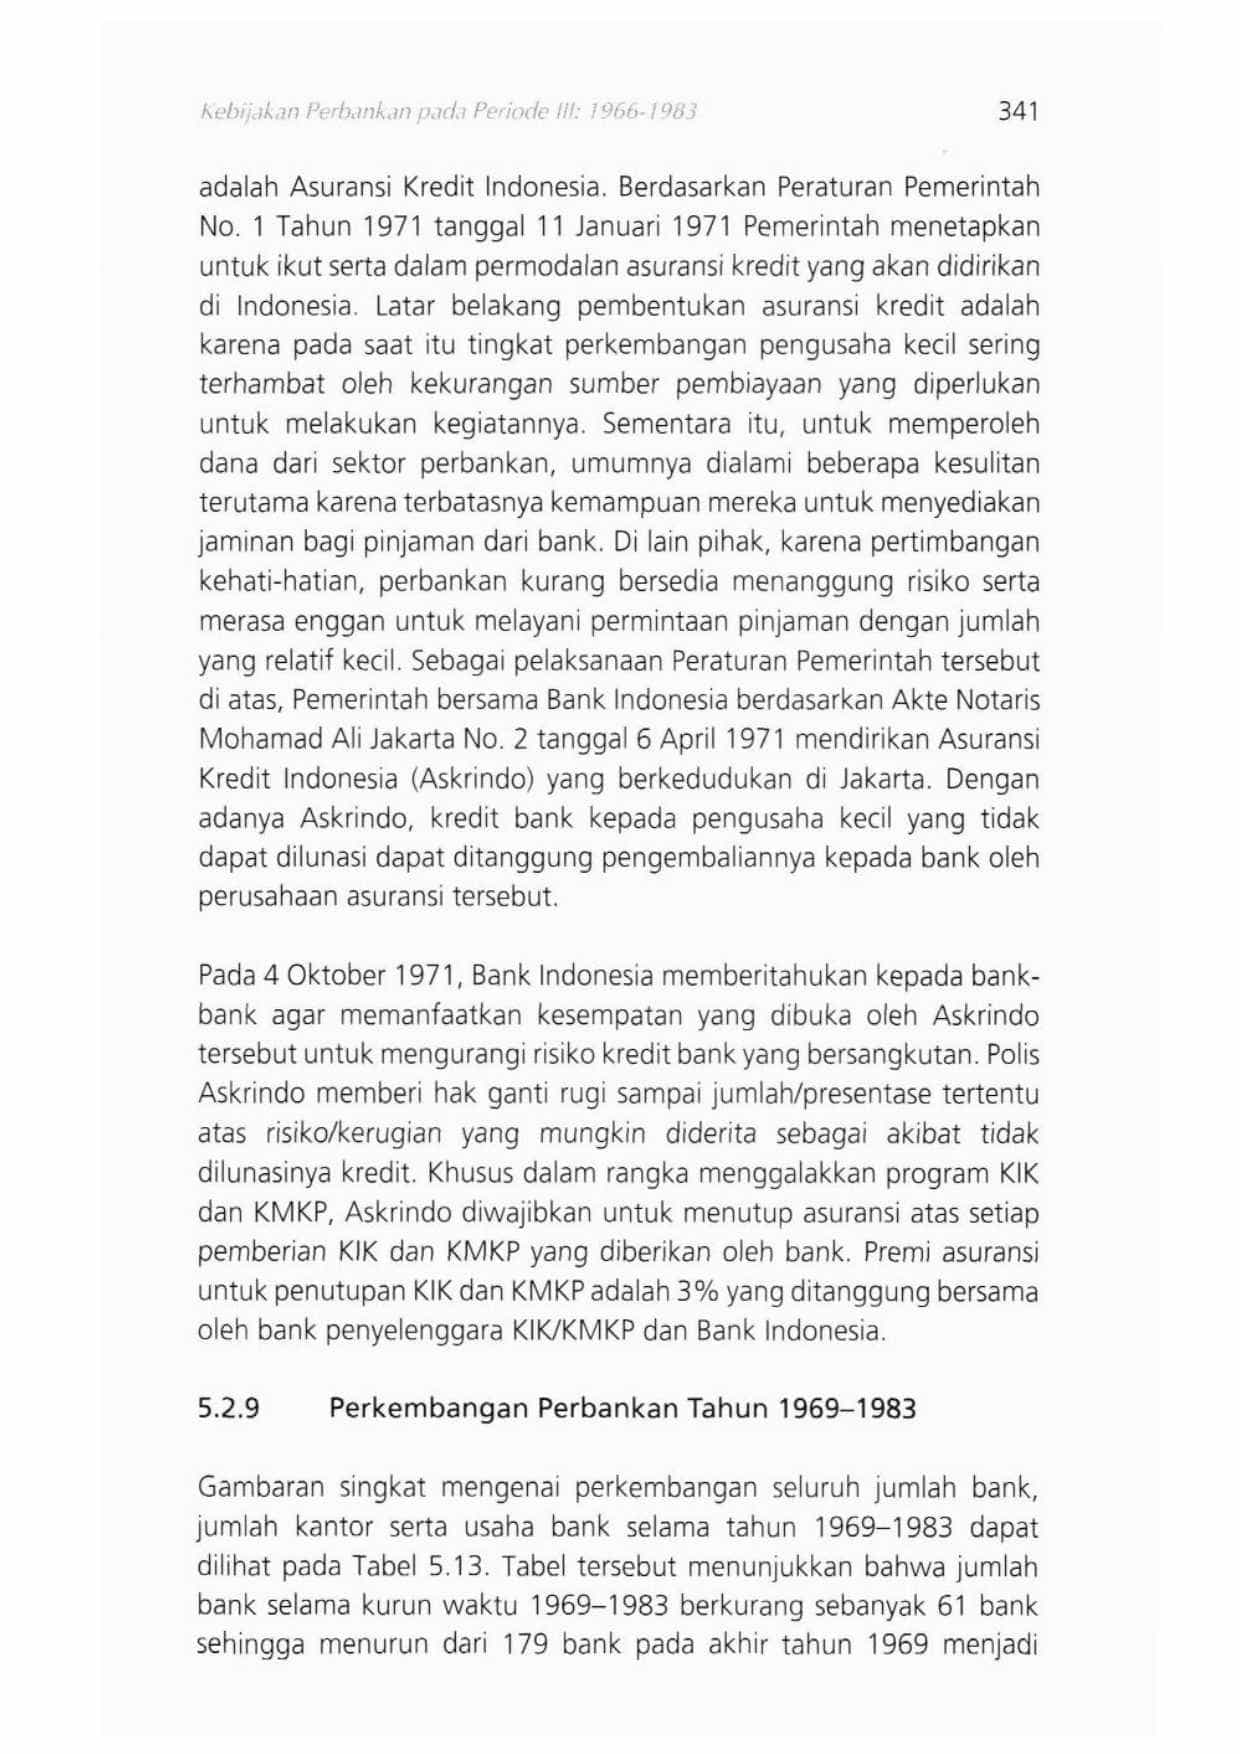 Kebijakan Perbankan pada Periode III: 1966-1983
341
adalah Asuransi Kredit Indonesia. Berdasarkan Peraturan Pemerintah
No. 1 Tahun 1971 tanggal 11 Januari 1971 Pemerintah menetapkan
untuk ikut serta dalam permodalan asuransi kredit yang akan didirikan
di Indonesia. Latar belakang pembentukan asuransi kredit adalah
karena pada saat itu tingkat perkembangan pengusaha kecil sering
terhambat oleh kekurangan sumber pembiayaan yang diperlukan
untuk melakukan kegiatannya. Sementara itu, untuk memperoleh
dana dari sektor perbankan, umumnya dialami beberapa kesulitan
terutama karena terbatasnya kemampuan mereka untuk menyediakan
jaminan bagi pinjaman dari bank. Di lain pihak, karena pertimbangan
kehati-hatian, perbankan kurang bersedia menanggung risiko serta
merasa enggan untuk melayani permintaan pinjaman dengan jumlah
yang relatif kecil. Sebagai pelaksanaan Peraturan Pemerintah tersebut
di atas, Pemerintah bersama Bank Indonesia berdasarkan Akte Notaris
Mohamad Ali Jakarta No. 2 tanggal 6 April 1971 mendirikan Asuransi
Kredit Indonesia (Askrindo) yang berkedudukan di Jakarta. Dengan
adanya Askrindo, kredit bank kepada pengusaha kecil yang tidak
dapat dilunasi dapat ditanggung pengembaliannya kepada bank oleh
perusahaan asuransi tersebut.
Pada 4 Oktober 1971, Bank Indonesia memberitahukan kepada bank-
bank agar memanfaatkan kesempatan yang dibuka oleh Askrindo
tersebut untuk mengurangi risiko kredit bank yang bersangkutan. Polis
Askrindo memberi hak ganti rugi sampai jumlah/presentase tertentu
atas risiko/kerugian yang mungkin diderita sebagai akibat tidak
dilunasinya kredit. Khusus dalam rangka menggalakkan program KIK
dan KMKP, Askrindo diwajibkan untuk menutup asuransi atas setiap
pemberian KIK dan KMKP yang diberikan oleh bank. Premi asuransi
untuk penutupan KIK dan KMKP adalah 3% yang ditanggung bersama
oleh bank penyelenggara KIK/KMKP dan Bank Indonesia.
5.2.9 Perkembangan Perbankan Tahun 1969–1983
Gambaran singkat mengenai perkembangan seluruh jumlah bank,
jumlah kantor serta usaha bank selama tahun 1969–1983 dapat
dilihat pada Tabel 5.13. Tabel tersebut menunjukkan bahwa jumlah
bank selama kurun waktu 1969–1983 berkurang sebanyak 61 bank
sehingga menurun dari 179 bank pada akhir tahun 1969 menjadi